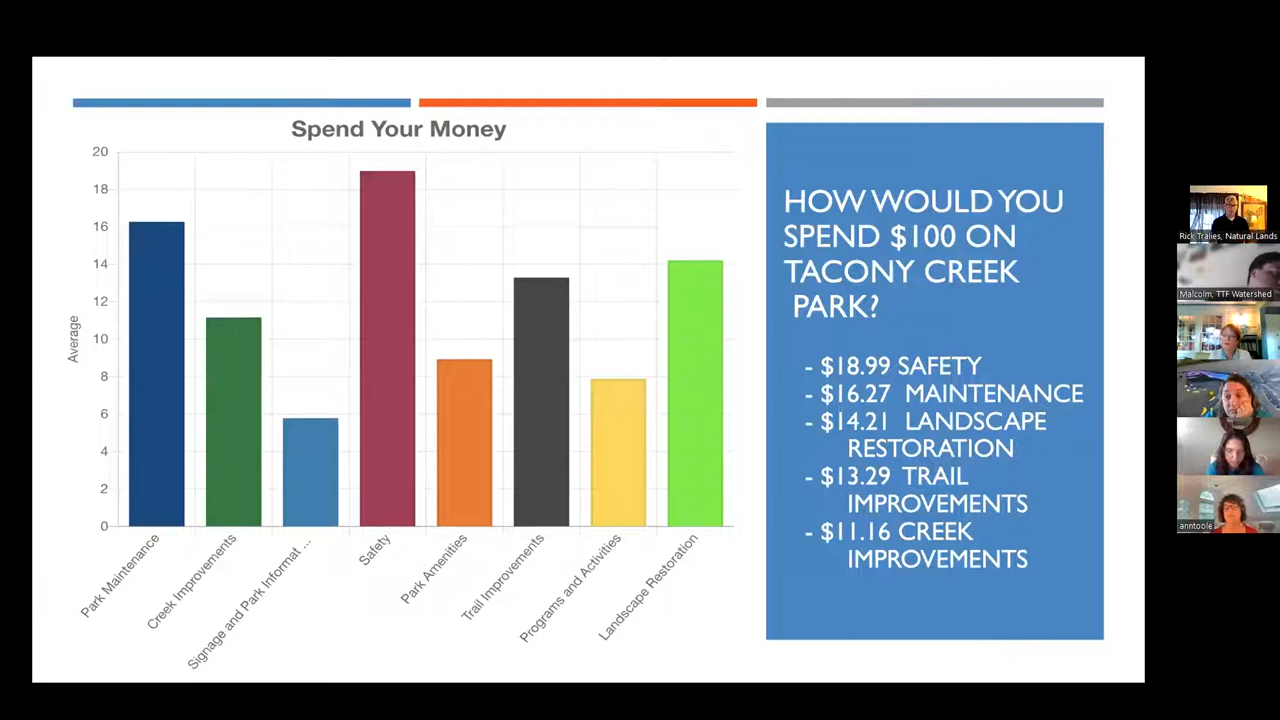 Spend Your Money
20
18
16
14
12
10
8
6
4
2
0
Average
Park Maintenance
Creek Improvements
Signage and Park Informat ...
Safety
Park Amenities
Trail Improvements
Programs and Activities
Landscape Restoration
HOW WOULD YOU
SPEND $100 ON
TACONY CREEK
PARK?
- $18.99 SAFETY
- $16.27 MAINTENANCE
- $14.21 LANDSCAPE
RESTORATION
- $13.29 TRAIL
IMPROVEMENTS
- $11.16 CREEK
IMPROVEMENTS
Rick Tralies, Natural Lands
Malcolm, TTF Watershed
anntoole